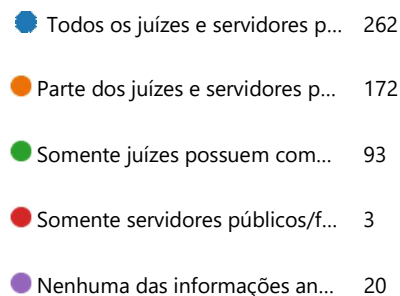 Todos os juízes e servidores p... 262
Parte dos juízes e servidores p... 172
Somente juízes possuem com... 93
Somente servidores públicos/f... 3
Nenhuma das informações an... 20